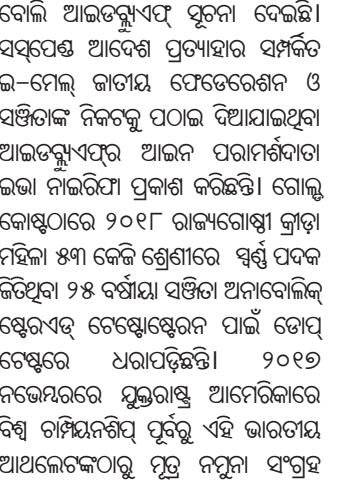 ବୋଲି ଆଇଡବ୍ଲ୍ୟୁଏଫ୍ ସୂଚନା ଦେଇଛି।
ସସ୍‌ପେଣ୍ଡ ଆଦେଶ ପ୍ରତ୍ୟାହାର ସମ୍ପର୍କିତ
ଇ-ମେଲ୍ ଜାତୀୟ ଫେଡେରେଶନ ଓ
ସଞ୍ଜିତାଙ୍କ ନିକଟକୁ ପଠାଇ ଦିଆଯାଇଥିବା
ଆଇଡବ୍ଲ୍ୟୁଏଫ୍‌ର ଆଇନ ପରାମର୍ଶଦାତା
ଇଭା ନାଇରିଫା ପ୍ରକାଶ କରିଛନ୍ତି। ଗୋଲ୍ଡ
କୋଷ୍ଟଠାରେ ୨୦୧୮ ରାଜ୍ୟଗୋଷ୍ଠୀ କ୍ରୀଡ଼ା
ମହିଳା ୫୩ କେଜି ଶ୍ରେଣୀରେ ସ୍ୱର୍ଣ୍ଣ ପଦକ
ଜିତିଥିବା ୨୫ ବର୍ଷୀୟା ସଞ୍ଜିତା ଅନାବୋଲିକ୍
ଷ୍ଟେରଏଡ୍ ଟେଷ୍ଟୋଷ୍ଟେରନ ପାଇଁ ଡୋପ୍
ଟେଷ୍ଟରେ ଧରାପଡ଼ିଛନ୍ତି। ୨୦୧୭
ନଭେମ୍ବରରେ ଯୁକ୍ତରାଷ୍ଟ୍ର ଆମେରିକାରେ
ବିଶ୍ୱ ଚାମ୍ପିୟନଶିପ୍ ପୂର୍ବରୁ ଏହି ଭାରତୀୟ
ଆଥଲେଟଙ୍କଠାରୁ ମୂତ୍ର ନମୁନା ସଂଗ୍ରହ